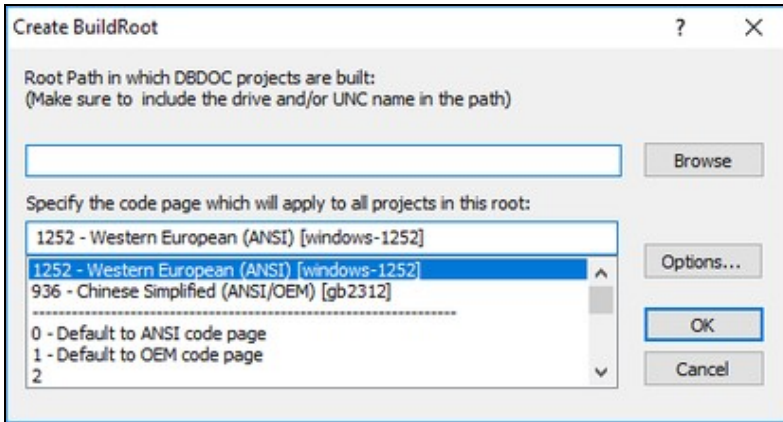 Create BuildRoot
?
Root Path in which DBDOC projects are built:
(Make sure to include the drive and/or UNC name in the path)
Browse
Specify the code page which will apply to all projects in this root:
1252 - Western European (ANSI) [windows-1252]
1252 - Western European (ANSI) [windows-1252]
936 - Chinese Simplified (ANSI/OEM) [gb2312]
Options...
0 - Default to ANSI code page
1 - Default to OEM code page
2
OK
Cancel